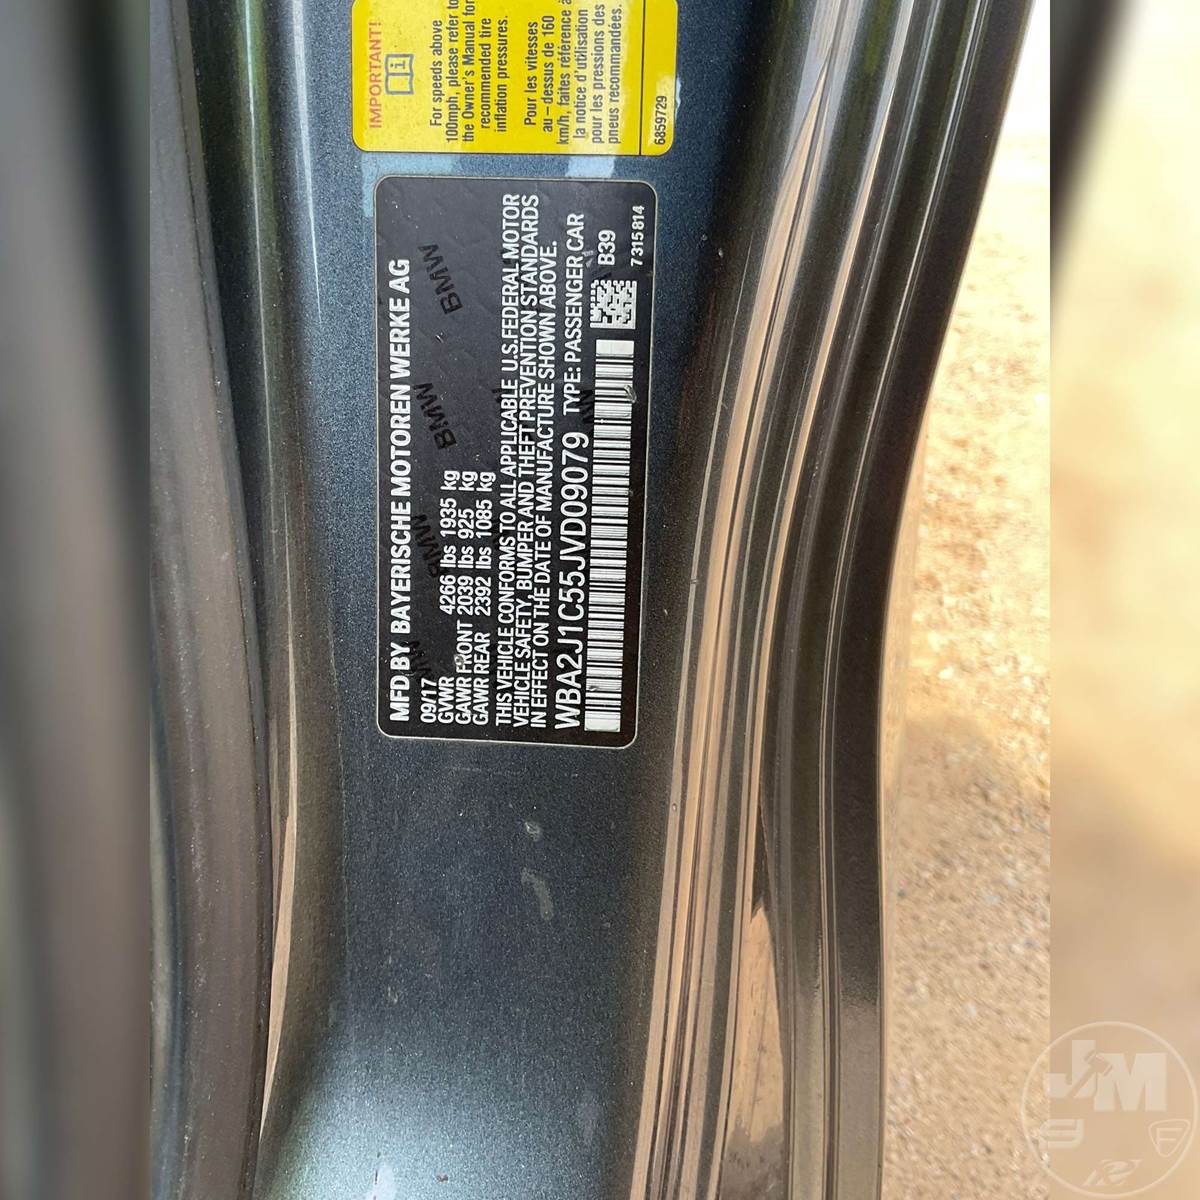 MFD BY BAYERISCHE MOTOREN WERKE AG
09/17
GVWR 4266 lbs 1935 kg
GAWR FRONT 2039 lbs 925 kg
GAWR REAR 2392 lbs 1085 kg
THIS VEHICLE CONFORMS TO ALL APPLICABLE U.S.FEDERAL MOTOR
VEHICLE SAFETY, BUMPER AND THEFT PREVENTION STANDARDS
IN EFFECT ON THE DATE OF MANUFACTURE SHOWN ABOVE.
WBA2J1C55JVD09079 TYPE: PASSENGER CAR
B39
7315814
BMW
BMW
BMW
IMPORTANT!
For speeds above
100mph, please refer to
the Owner's Manual for
recommended tire
inflation pressures.
Pour les vitesses
au - dessus de 160
km/h, faites référence à
la notice d'utilisation
pour les pressions des
pneus recommandées.
6859729
JM